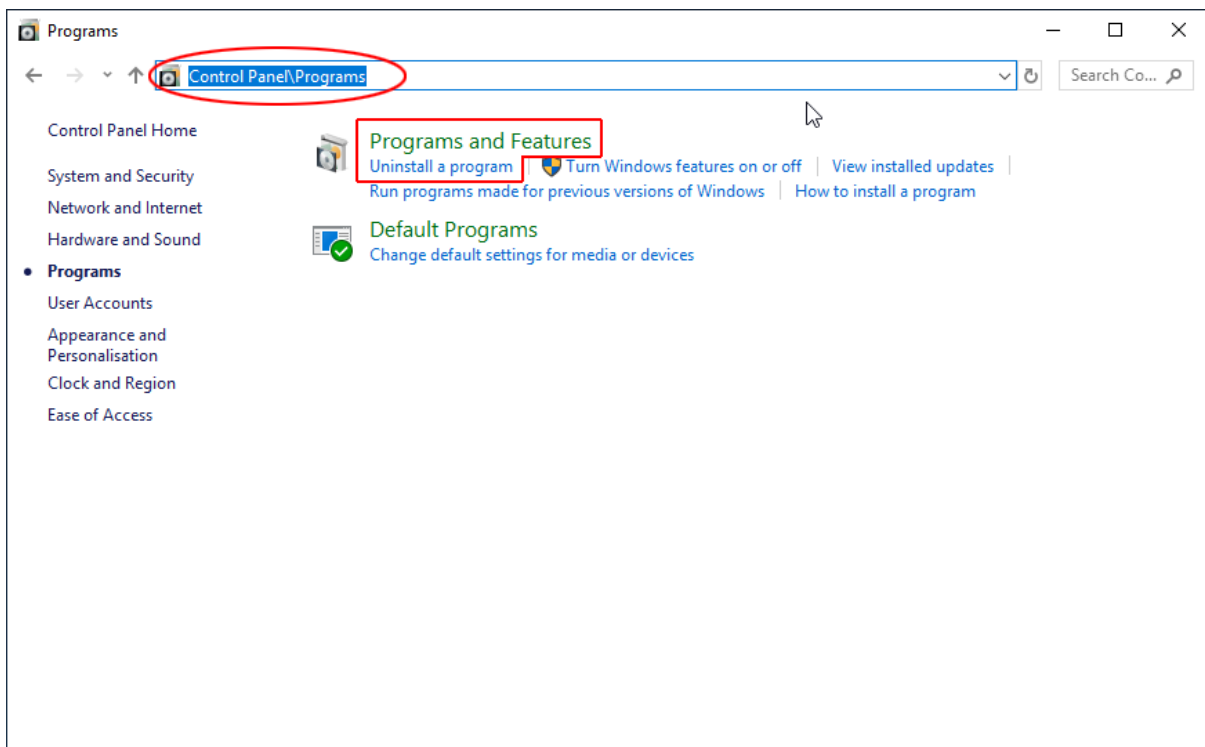 Programs
Control Panel\Programs
Search Co...
Control Panel Home
System and Security
Network and Internet
Hardware and Sound
Programs
User Accounts
Appearance and
Personalisation
Clock and Region
Ease of Access
Programs and Features
Uninstall a program
Turn Windows features on or off
View installed updates
Run programs made for previous versions of Windows
How to install a program
Default Programs
Change default settings for media or devices